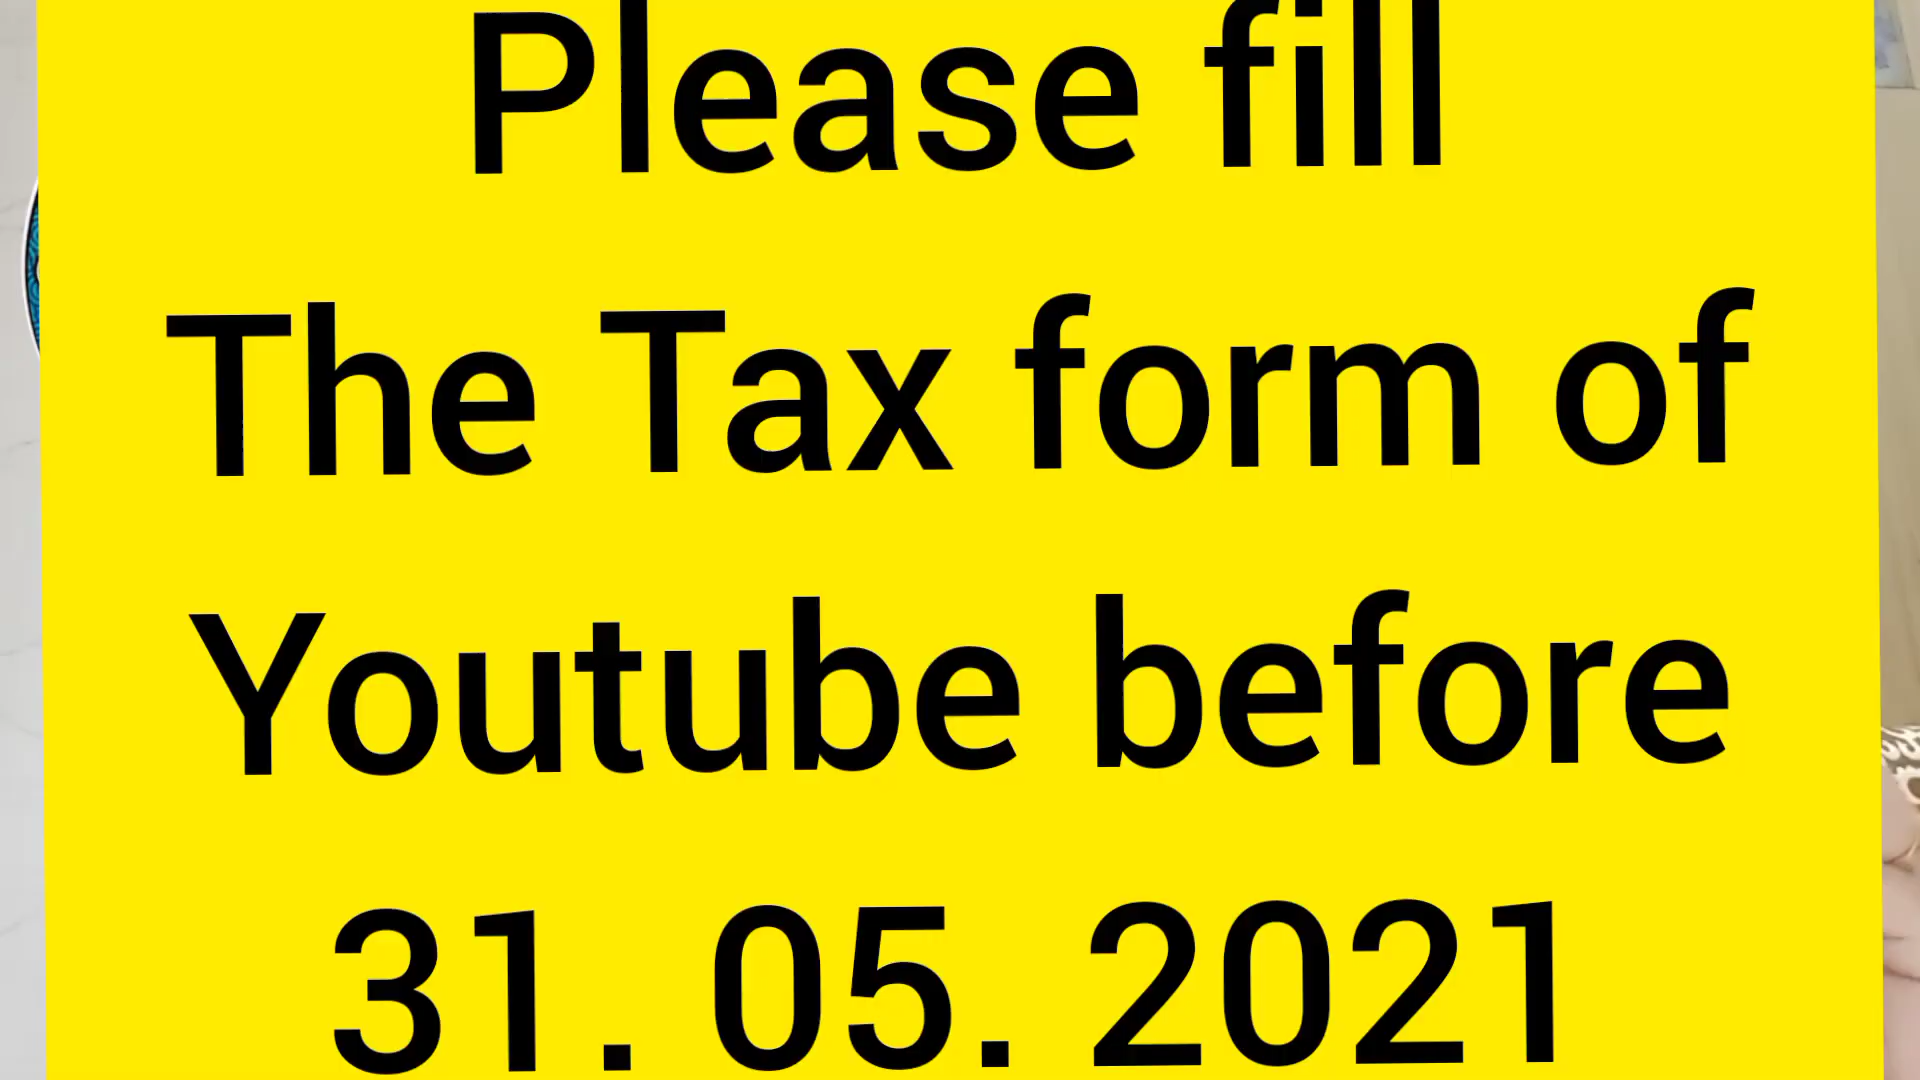 Please fill
The Tax form of
Youtube before
31. 05. 2021